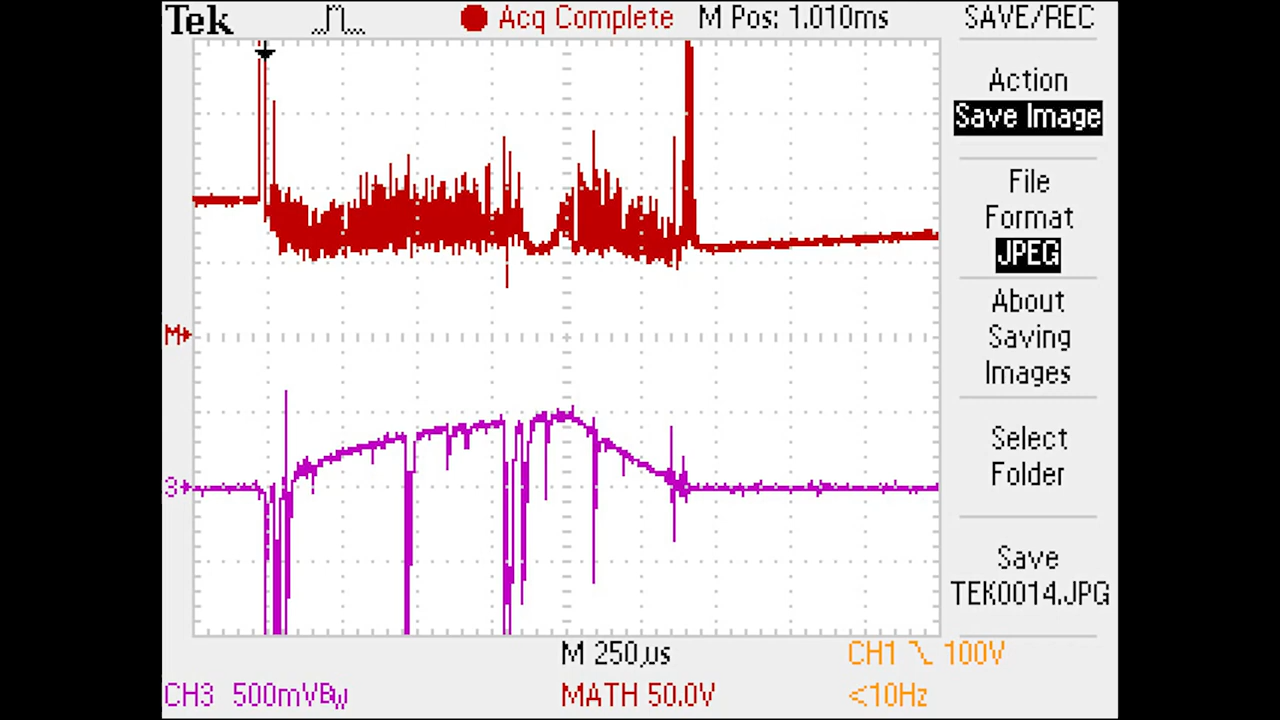 Tek Acq Complete M Pos: 1.010ms SAVE/REC
Action
Save Image
File
Format
JPEG
About
Saving
Images
Select
Folder
Save
TEK0014.JPG
M
3
M 250µs CH1 100V
CH3 500mVBw MATH 50.0V <10Hz